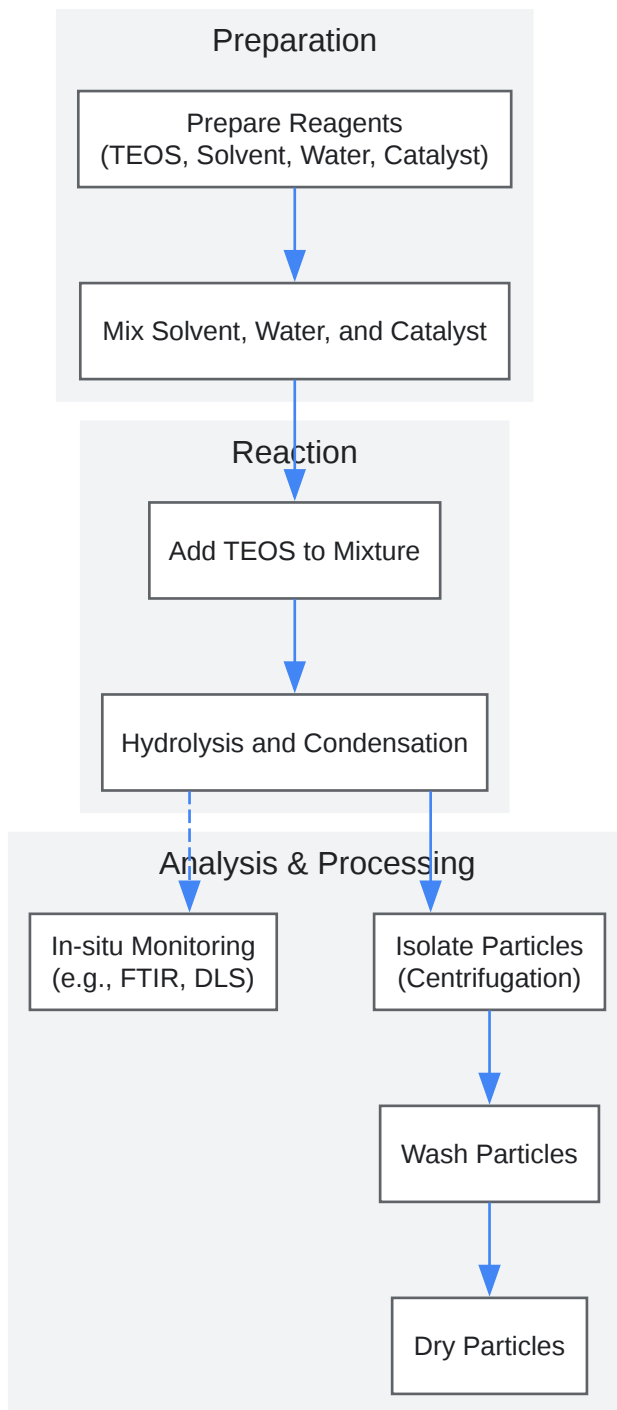 Preparation
Prepare Reagents
(TEOS, Solvent, Water, Catalyst)
Mix Solvent, Water, and Catalyst
Reaction
Add TEOS to Mixture
Hydrolysis and Condensation
Analysis & Processing
In-situ Monitoring
(e.g., FTIR, DLS)
Isolate Particles
(Centrifugation)
Wash Particles
Dry Particles